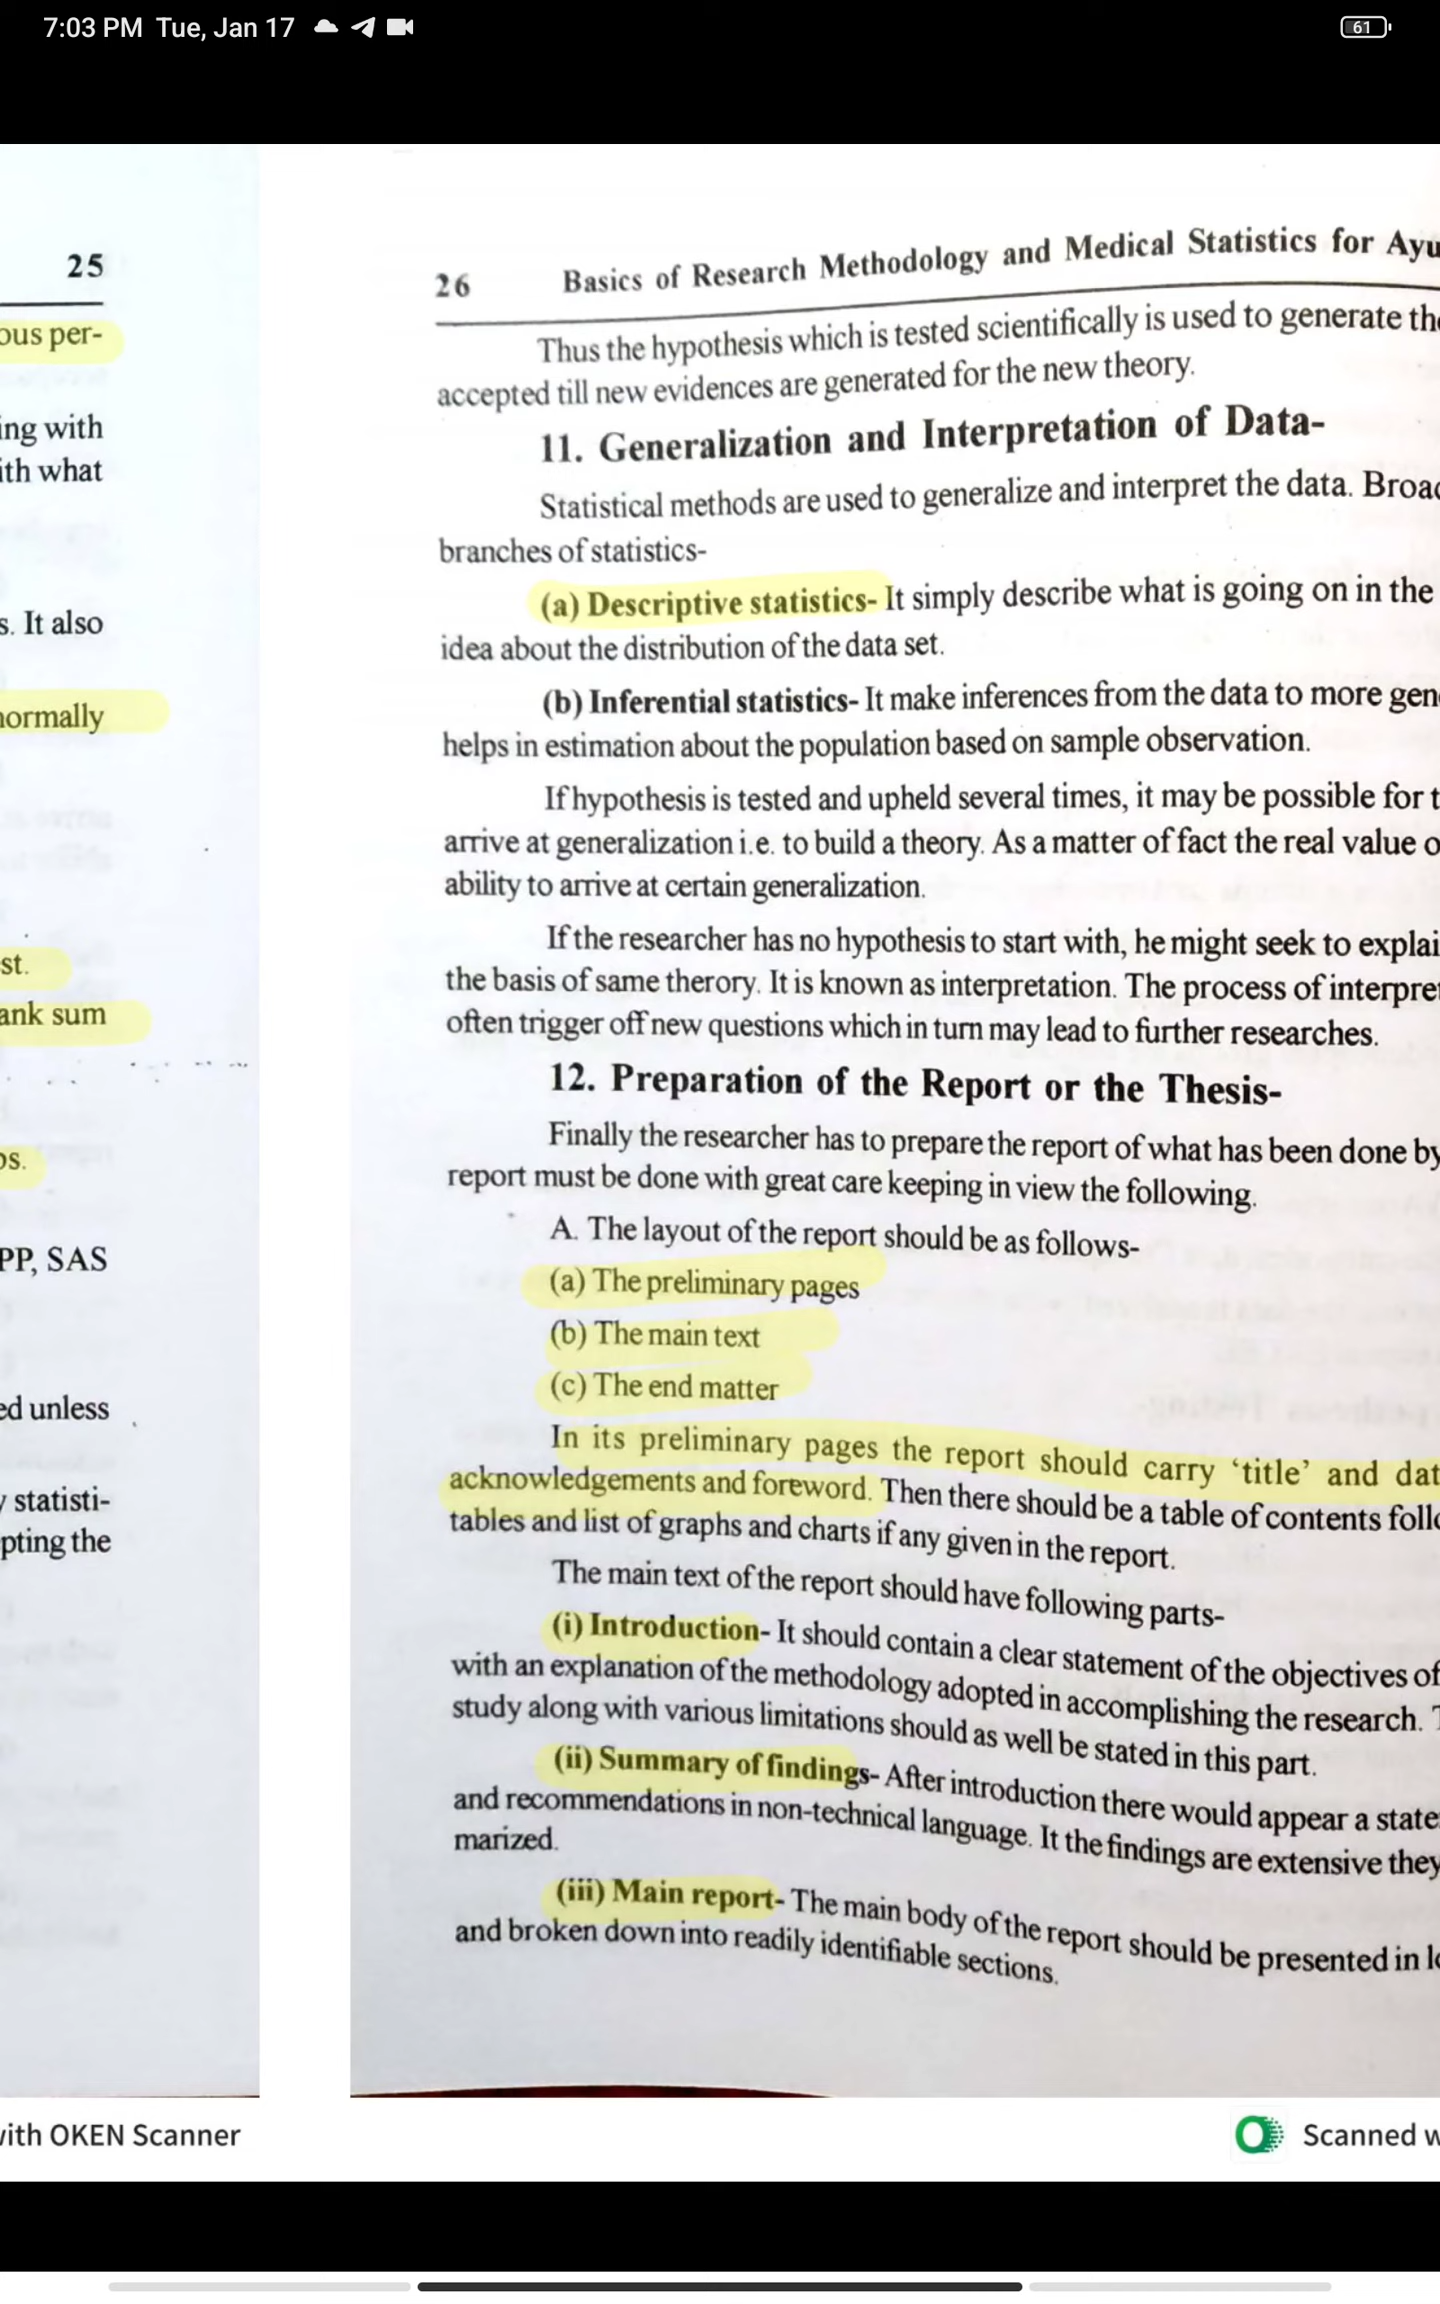 7:03 PM Tue, Jan 17
61
25
ous per-
ing with
ith what
s. It also
normally
st.
ank sum
os.
PP, SAS
ed unless
y statisti-
pting the
with OKEN Scanner
26 Basics of Research Methodology and Medical Statistics for Ayu
Thus the hypothesis which is tested scientifically is used to generate the
accepted till new evidences are generated for the new theory.
11. Generalization and Interpretation of Data-
Statistical methods are used to generalize and interpret the data. Broad
branches of statistics-
(a) Descriptive statistics- It simply describe what is going on in the
idea about the distribution of the data set.
(b) Inferential statistics- It make inferences from the data to more gen
helps in estimation about the population based on sample observation.
If hypothesis is tested and upheld several times, it may be possible for t
arrive at generalization i.e. to build a theory. As a matter of fact the real value o
ability to arrive at certain generalization.
If the researcher has no hypothesis to start with, he might seek to explai
the basis of same therory. It is known as interpretation. The process of interpre
often trigger off new questions which in turn may lead to further researches.
12. Preparation of the Report or the Thesis-
Finally the researcher has to prepare the report of what has been done by
report must be done with great care keeping in view the following.
A. The layout of the report should be as follows-
(a) The preliminary pages
(b) The main text
(c) The end matter
In its preliminary pages the report should carry ‘title’ and dat
acknowledgements and foreword. Then there should be a table of contents follo
tables and list of graphs and charts if any given in the report.
The main text of the report should have following parts-
(i) Introduction- It should contain a clear statement of the objectives of
with an explanation of the methodology adopted in accomplishing the research. T
study along with various limitations should as well be stated in this part.
(ii) Summary of findings- After introduction there would appear a state
and recommendations in non-technical language. It the findings are extensive they
marized.
(iii) Main report- The main body of the report should be presented in lo
and broken down into readily identifiable sections.
Scanned w